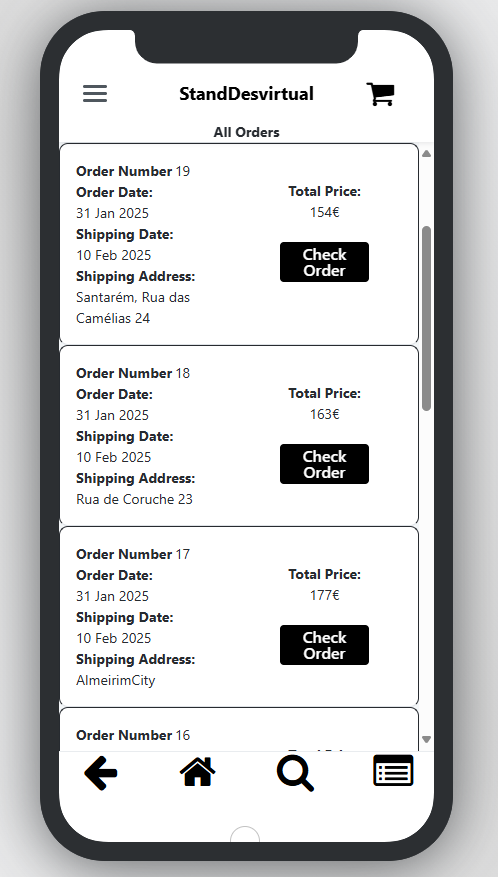 StandDesvirtual
All Orders
Order Number 19
Order Date:
31 Jan 2025
Shipping Date:
10 Feb 2025
Shipping Address:
Santarém, Rua das
Camélias 24
Total Price:
154€
Check
Order
Order Number 18
Order Date:
31 Jan 2025
Shipping Date:
10 Feb 2025
Shipping Address:
Rua de Coruche 23
Total Price:
163€
Check
Order
Order Number 17
Order Date:
31 Jan 2025
Shipping Date:
10 Feb 2025
Shipping Address:
AlmeirimCity
Total Price:
177€
Check
Order
Order Number 16